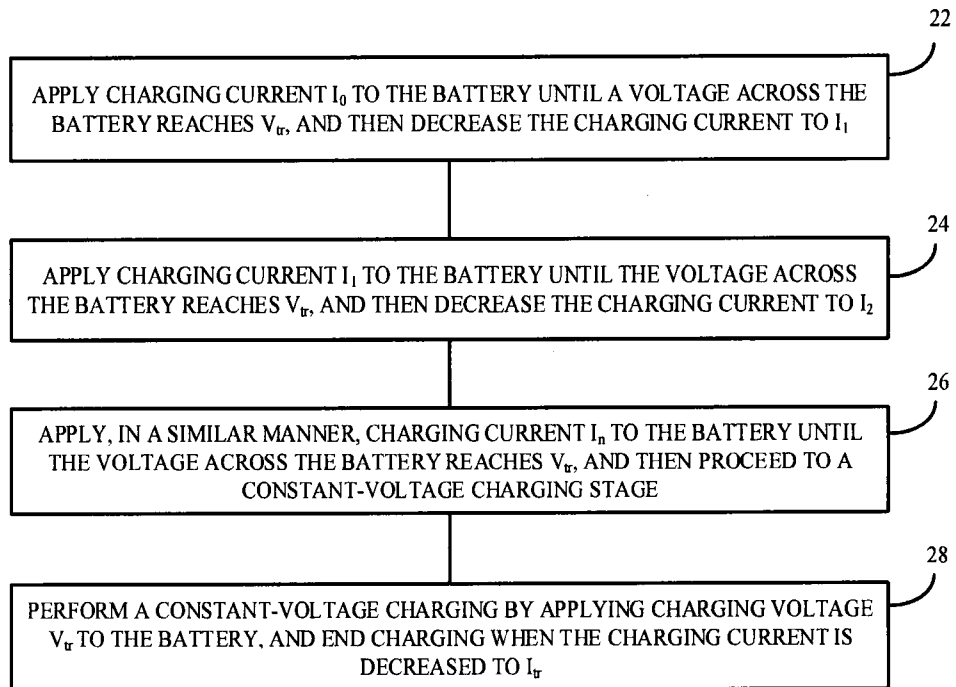 22
APPLY CHARGING CURRENT I₀ TO THE BATTERY UNTIL A VOLTAGE ACROSS THE
BATTERY REACHES Vₜᵣ, AND THEN DECREASE THE CHARGING CURRENT TO I₁
24
APPLY CHARGING CURRENT I₁ TO THE BATTERY UNTIL THE VOLTAGE ACROSS
THE BATTERY REACHES Vₜᵣ, AND THEN DECREASE THE CHARGING CURRENT TO I₂
26
APPLY, IN A SIMILAR MANNER, CHARGING CURRENT Iₙ TO THE BATTERY UNTIL
THE VOLTAGE ACROSS THE BATTERY REACHES Vₜᵣ, AND THEN PROCEED TO A
CONSTANT-VOLTAGE CHARGING STAGE
28
PERFORM A CONSTANT-VOLTAGE CHARGING BY APPLYING CHARGING VOLTAGE
Vₜᵣ TO THE BATTERY, AND END CHARGING WHEN THE CHARGING CURRENT IS
DECREASED TO Iₜᵣ